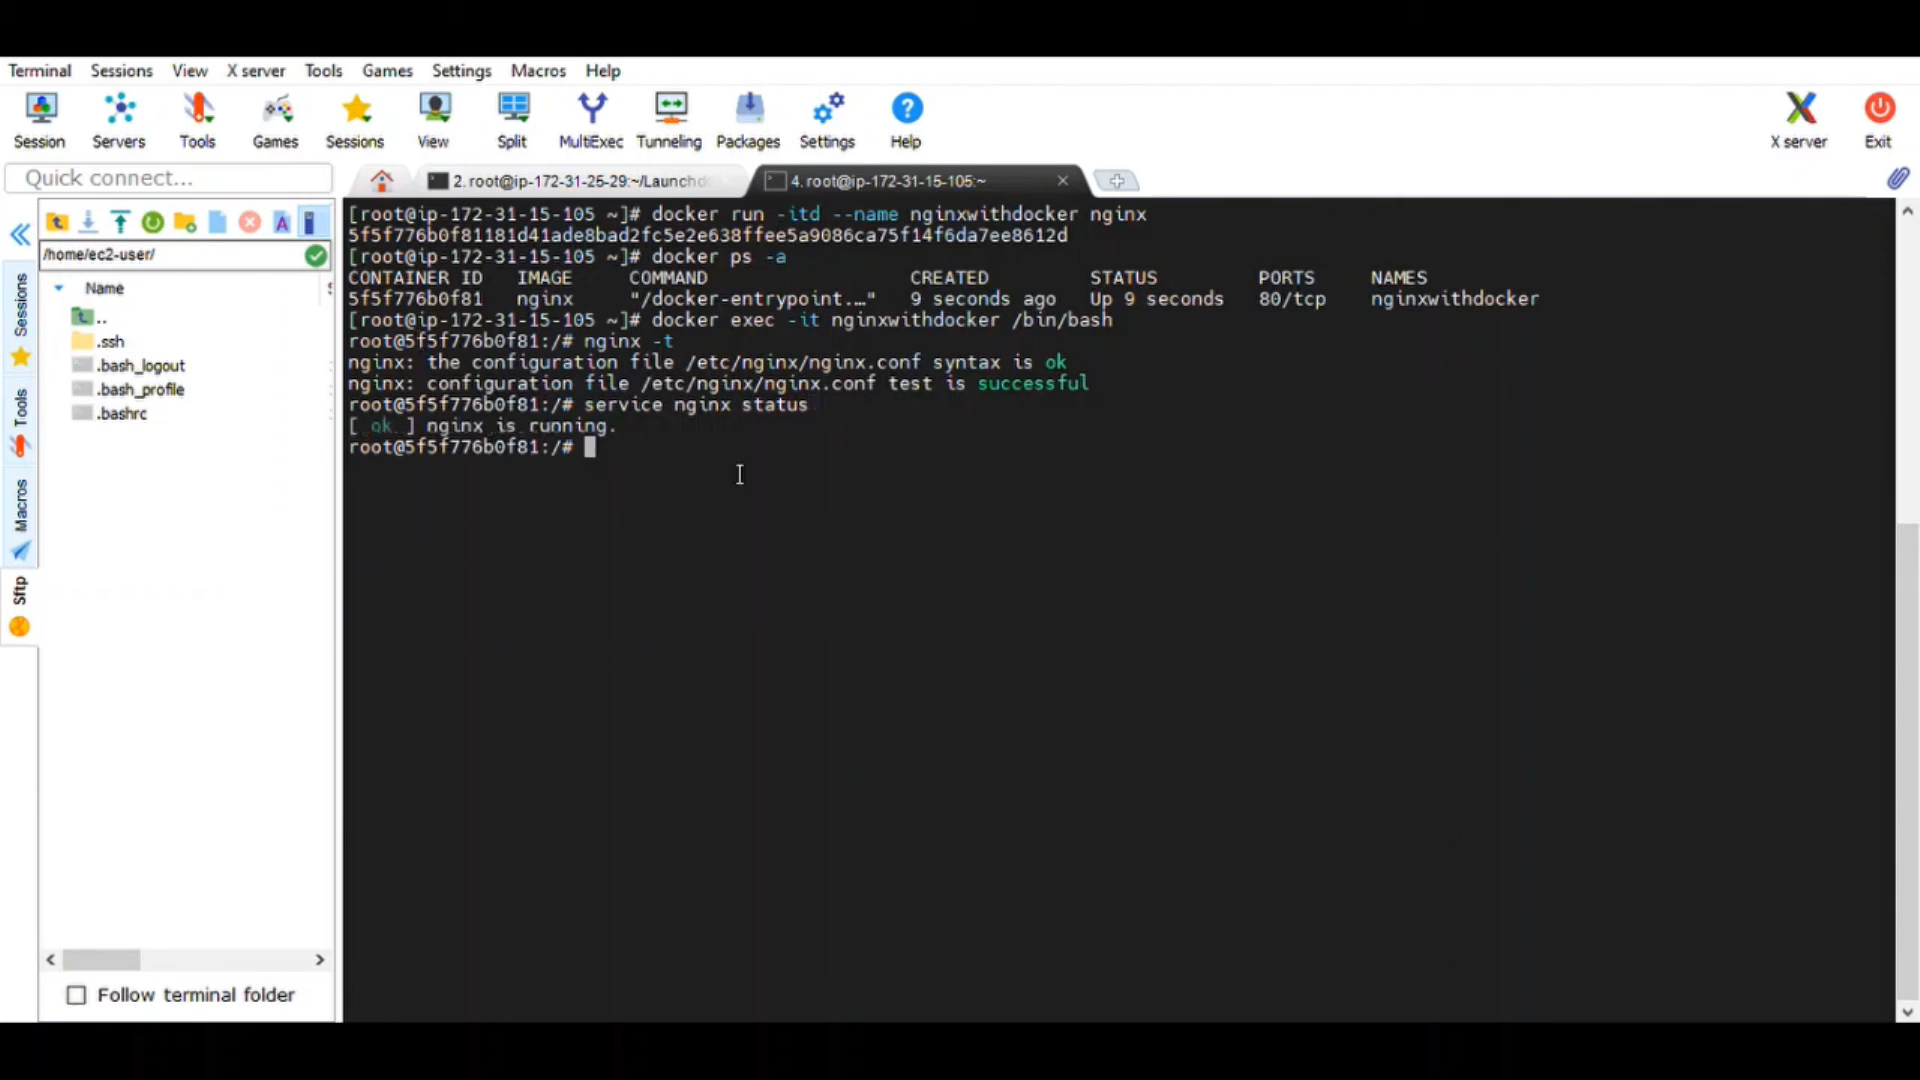 Terminal Sessions View X server Tools Games Settings Macros Help
Session Servers Tools Games Sessions View Split MultiExec Tunneling Packages Settings Help X server Exit
Quick connect...
2. root@ip-172-31-25-29:~/Launchd
4. root@ip-172-31-15-105:~
/home/ec2-user/
Name
..
.ssh
.bash_logout
.bash_profile
.bashrc
Sessions
Tools
Macros
Sftp
Follow terminal folder
[root@ip-172-31-15-105 ~]# docker run -itd --name nginxwithdocker nginx
5f5f776b0f81181d41ade8bad2fc5e2e638ffee5a9086ca75f14f6da7ee8612d
[root@ip-172-31-15-105 ~]# docker ps -a
CONTAINER ID IMAGE COMMAND CREATED STATUS PORTS NAMES
5f5f776b0f81 nginx "/docker-entrypoint.…" 9 seconds ago Up 9 seconds 80/tcp nginxwithdocker
[root@ip-172-31-15-105 ~]# docker exec -it nginxwithdocker /bin/bash
root@5f5f776b0f81:/# nginx -t
nginx: the configuration file /etc/nginx/nginx.conf syntax is ok
nginx: configuration file /etc/nginx/nginx.conf test is successful
root@5f5f776b0f81:/# service nginx status
[ ok ] nginx is running.
root@5f5f776b0f81:/#